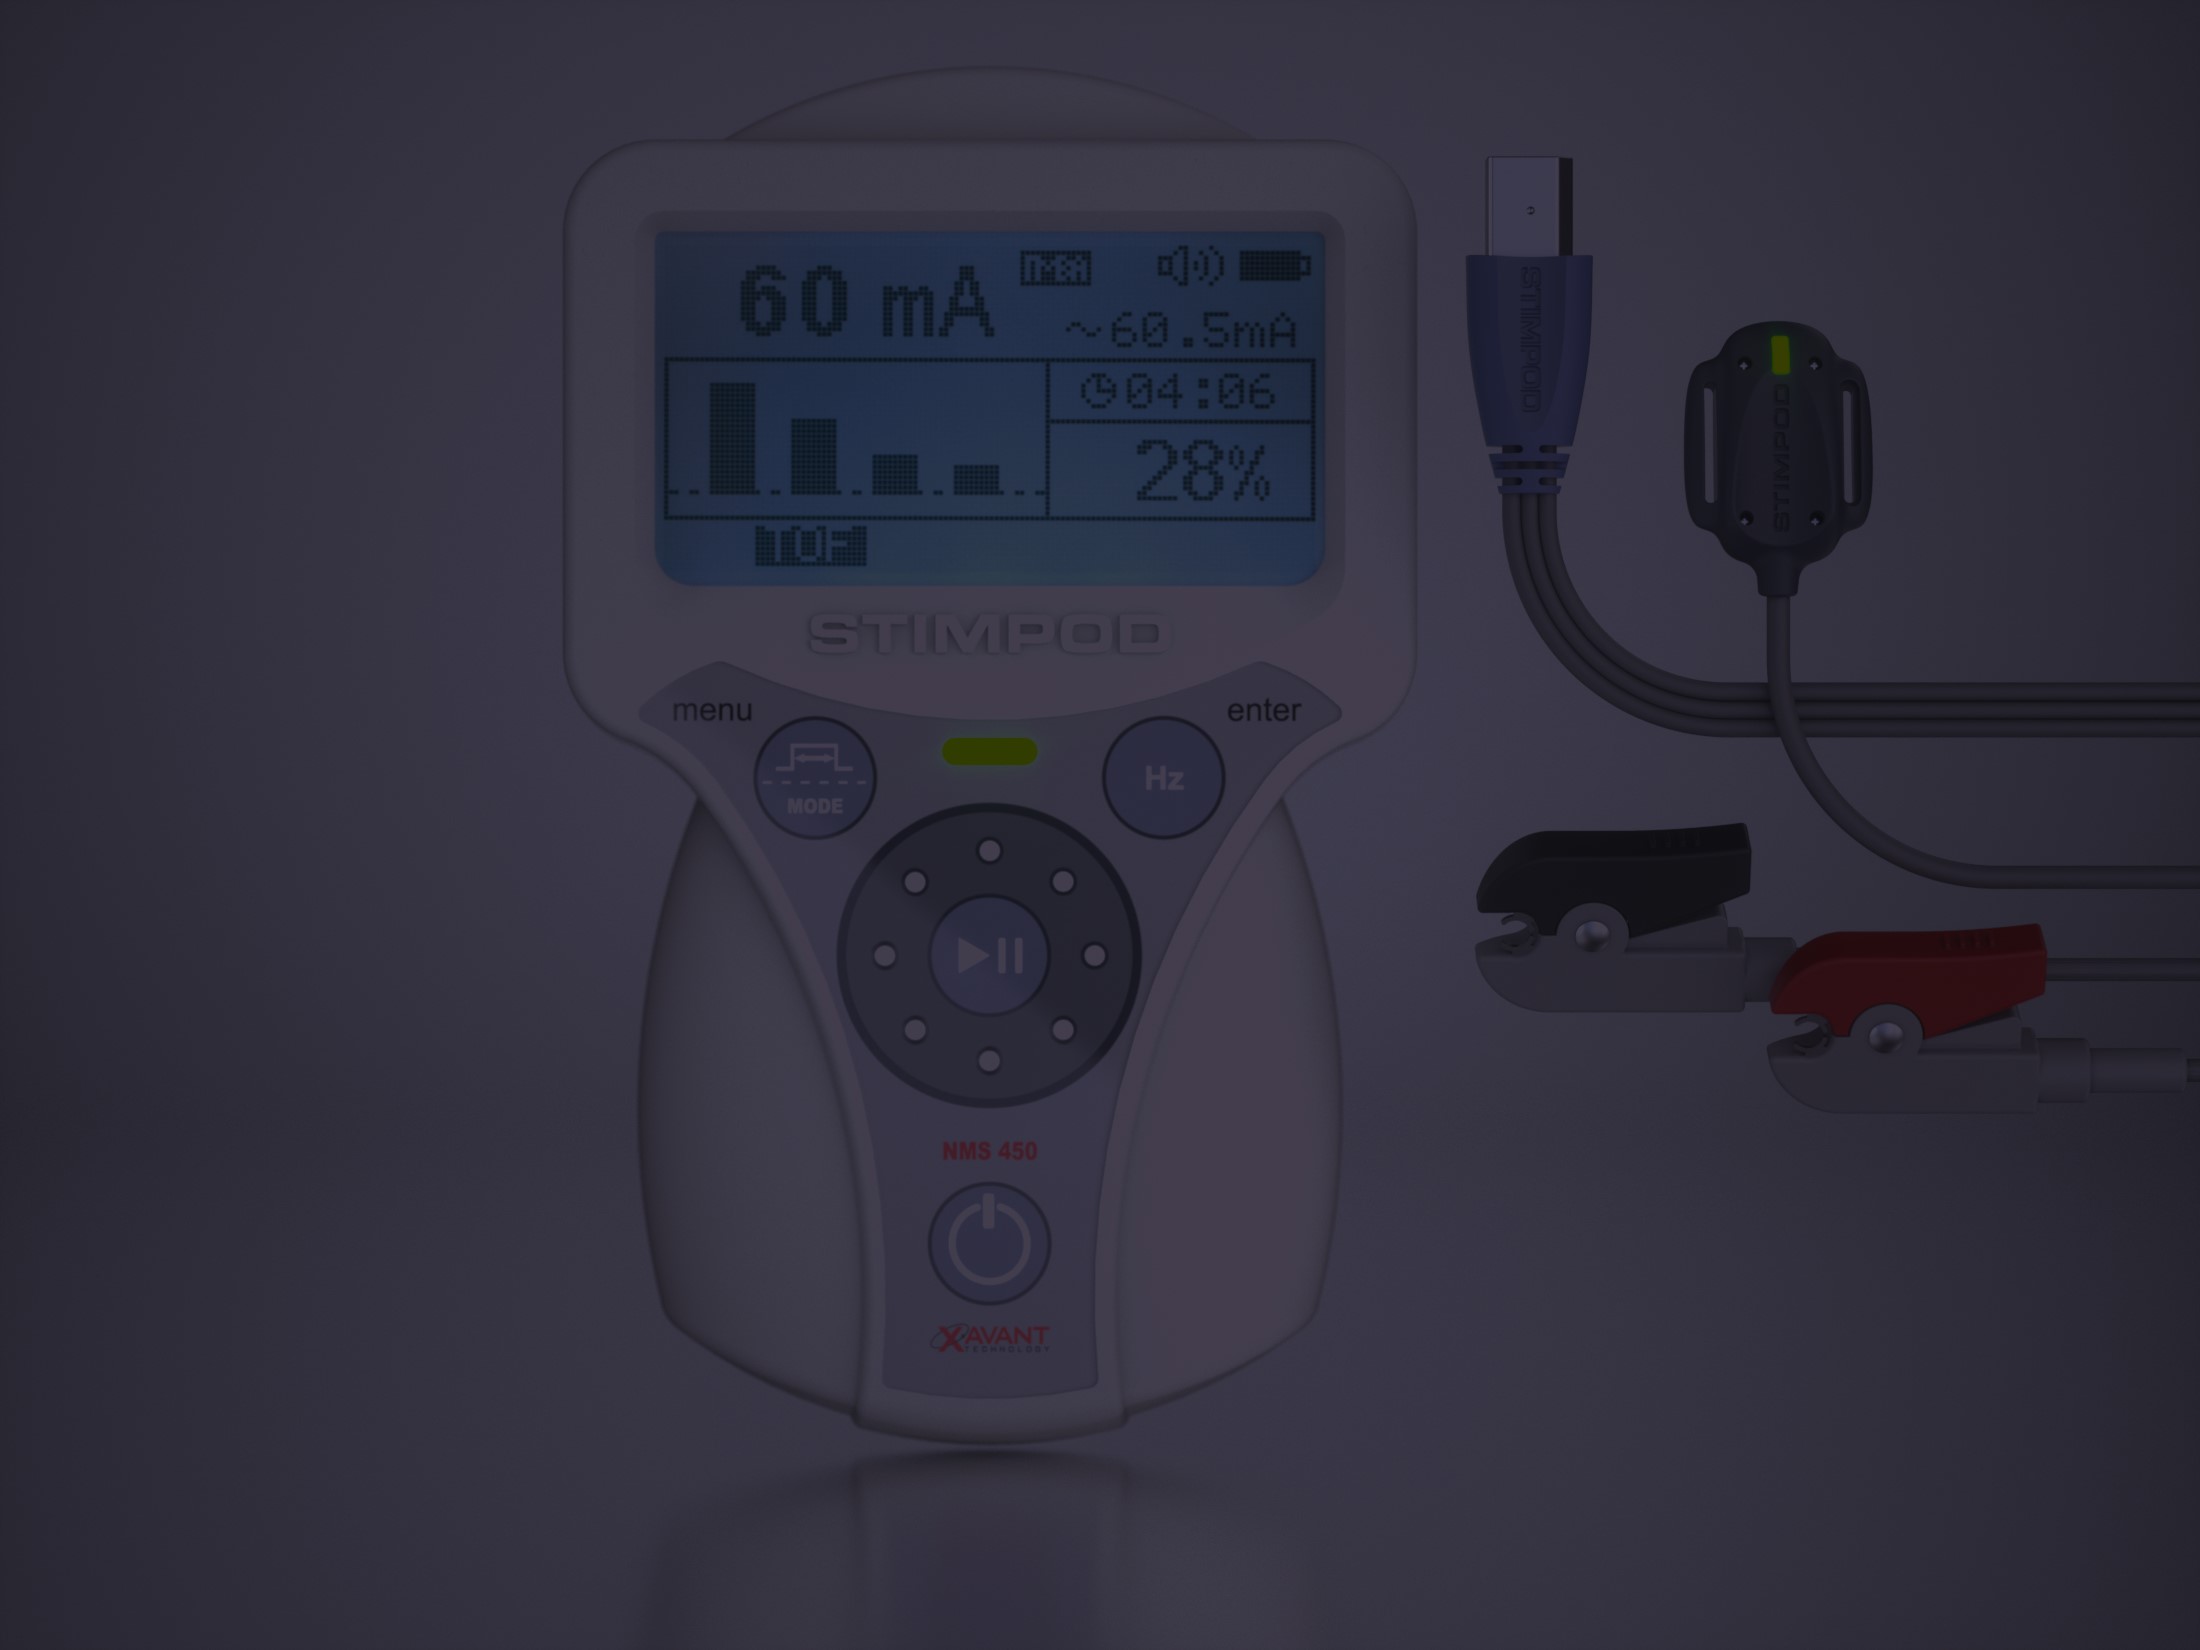 60 mA
~60.5mA
04:06
28%
TOF
STIMPOD
menu
enter
MODE
Hz
NMS 450
XAVANT
TECHNOLOGY
STIMPOD
STIMPOD